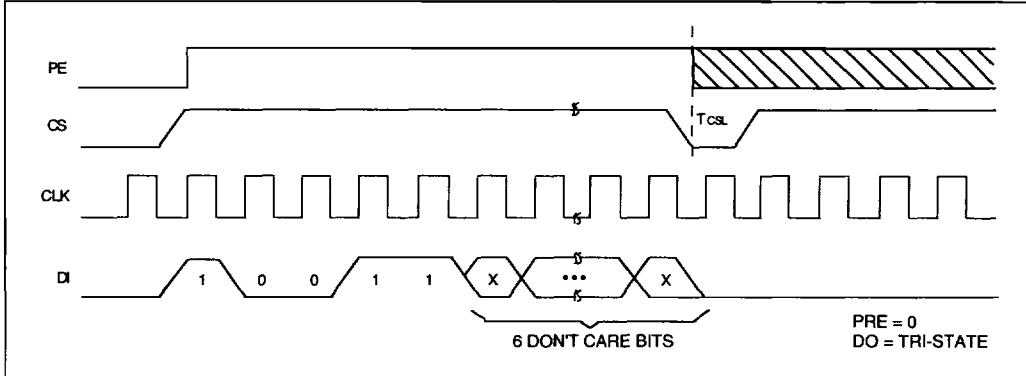 PE
CS
TCSL
CLK
DI
1 0 0 1 1 X ••• X
6 DON'T CARE BITS
PRE = 0
DO = TRI-STATE